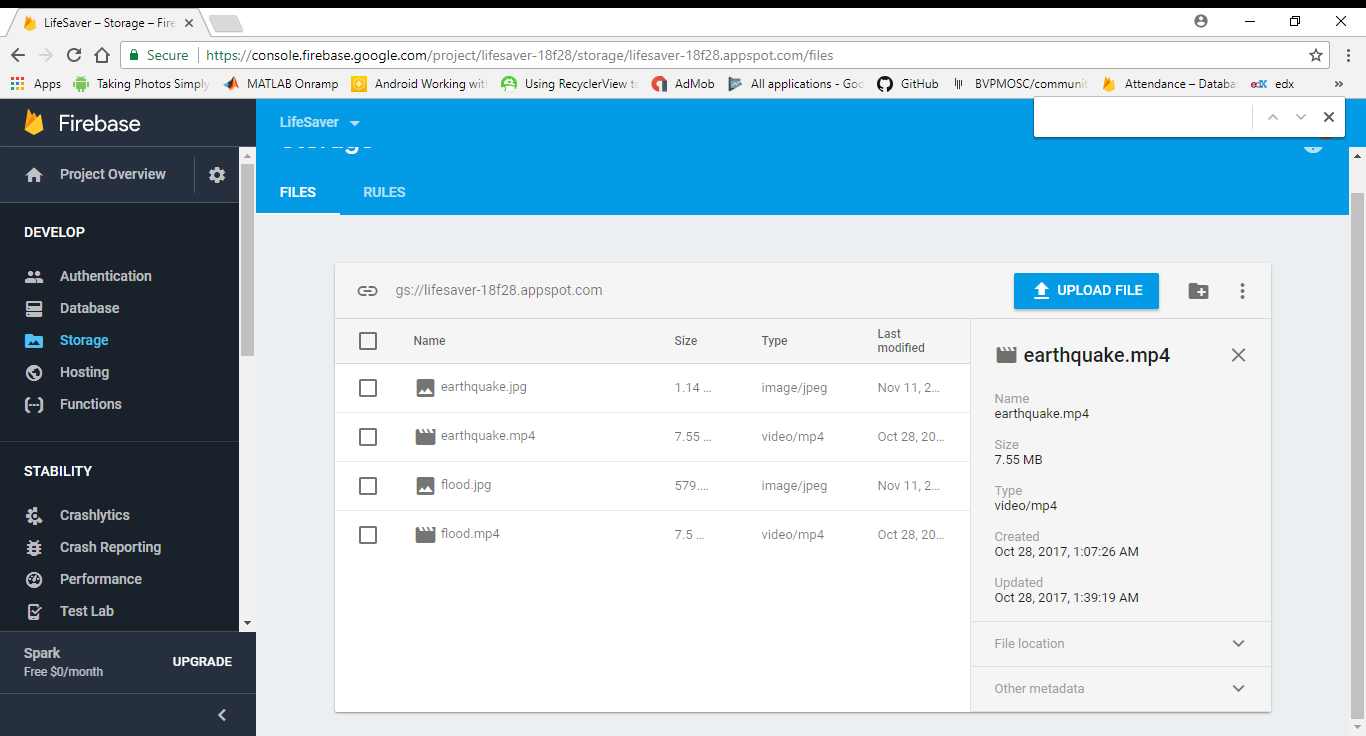 LifeSaver – Storage – Fire
Secure
https://console.firebase.google.com/project/lifesaver-18f28/storage/lifesaver-18f28.appspot.com/files
Apps
Taking Photos Simply
MATLAB Onramp
Android Working with
Using RecyclerView to
AdMob
All applications - Goo
GitHub
BVPMOSC/communit
Attendance – Databa
edX
edx
»
Firebase
LifeSaver
Storage
Project Overview
FILES
RULES
DEVELOP
Authentication
Database
Storage
Hosting
Functions
STABILITY
Crashlytics
Crash Reporting
Performance
Test Lab
Spark
Free $0/month
UPGRADE
gs://lifesaver-18f28.appspot.com
UPLOAD FILE
Name
Size
Type
Last
modified
earthquake.jpg
1.14 ...
image/jpeg
Nov 11, 2...
earthquake.mp4
7.55 ...
video/mp4
Oct 28, 20...
flood.jpg
579....
image/jpeg
Nov 11, 2...
flood.mp4
7.5 ...
video/mp4
Oct 28, 20...
earthquake.mp4
Name
earthquake.mp4
Size
7.55 MB
Type
video/mp4
Created
Oct 28, 2017, 1:07:26 AM
Updated
Oct 28, 2017, 1:39:19 AM
File location
Other metadata